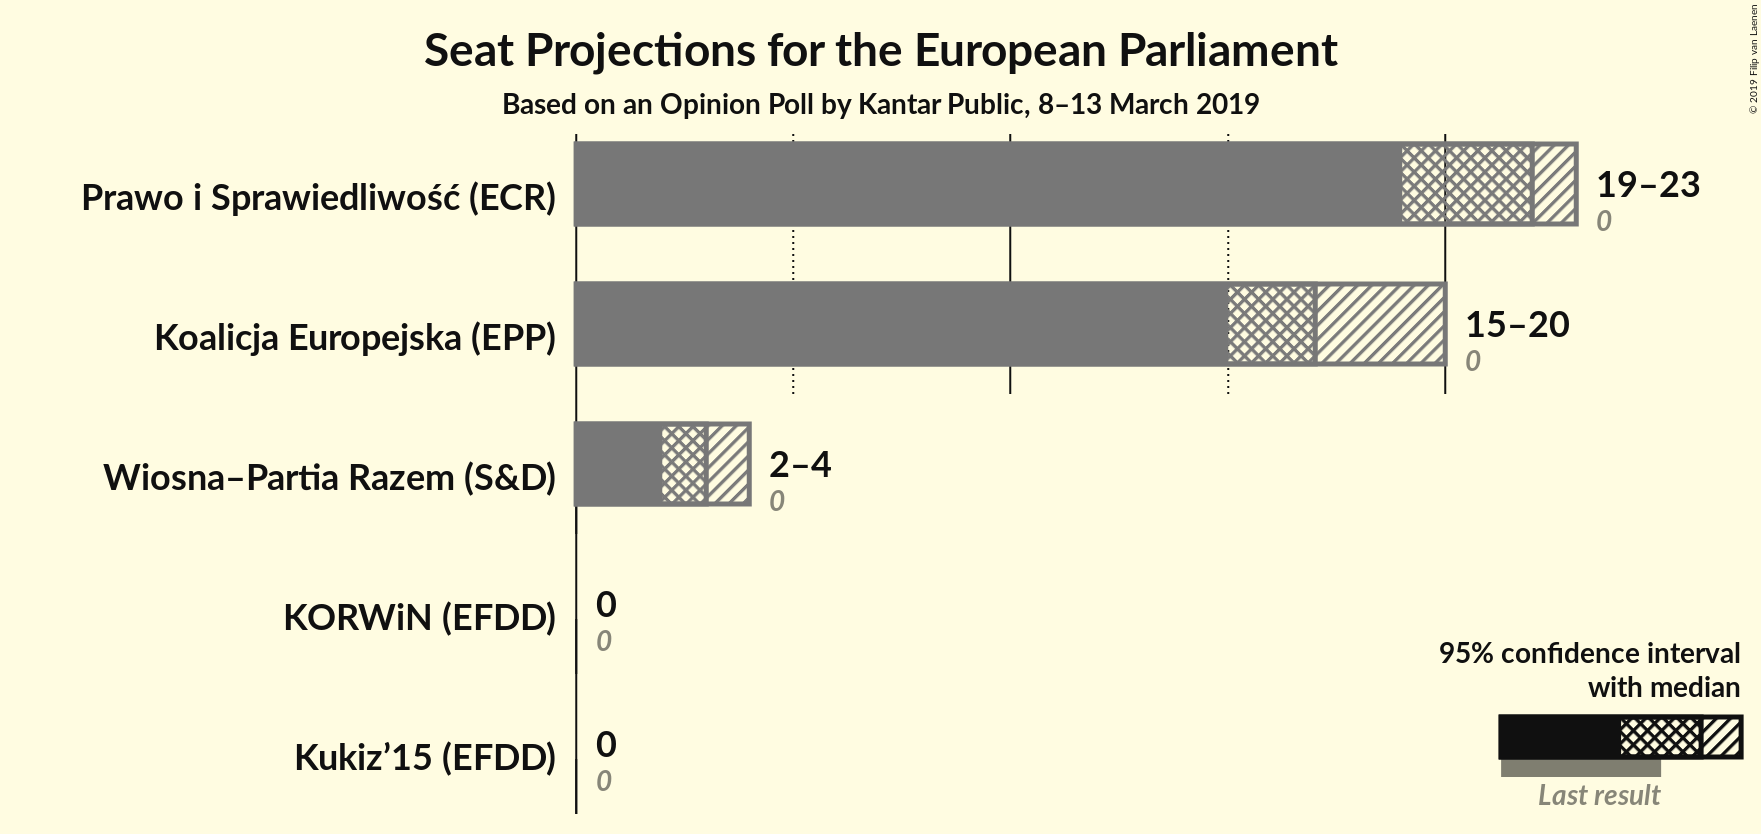 Seat Projections for the European Parliament
Based on an Opinion Poll by Kantar Public, 8–13 March 2019
© 2019 Filip van Laenen
Prawo i Sprawiedliwość (ECR)
19–23
0
Koalicja Europejska (EPP)
15–20
0
Wiosna–Partia Razem (S&D)
2–4
0
KORWiN (EFDD)
0
0
Kukiz’15 (EFDD)
0
0
95% confidence interval
with median
Last result